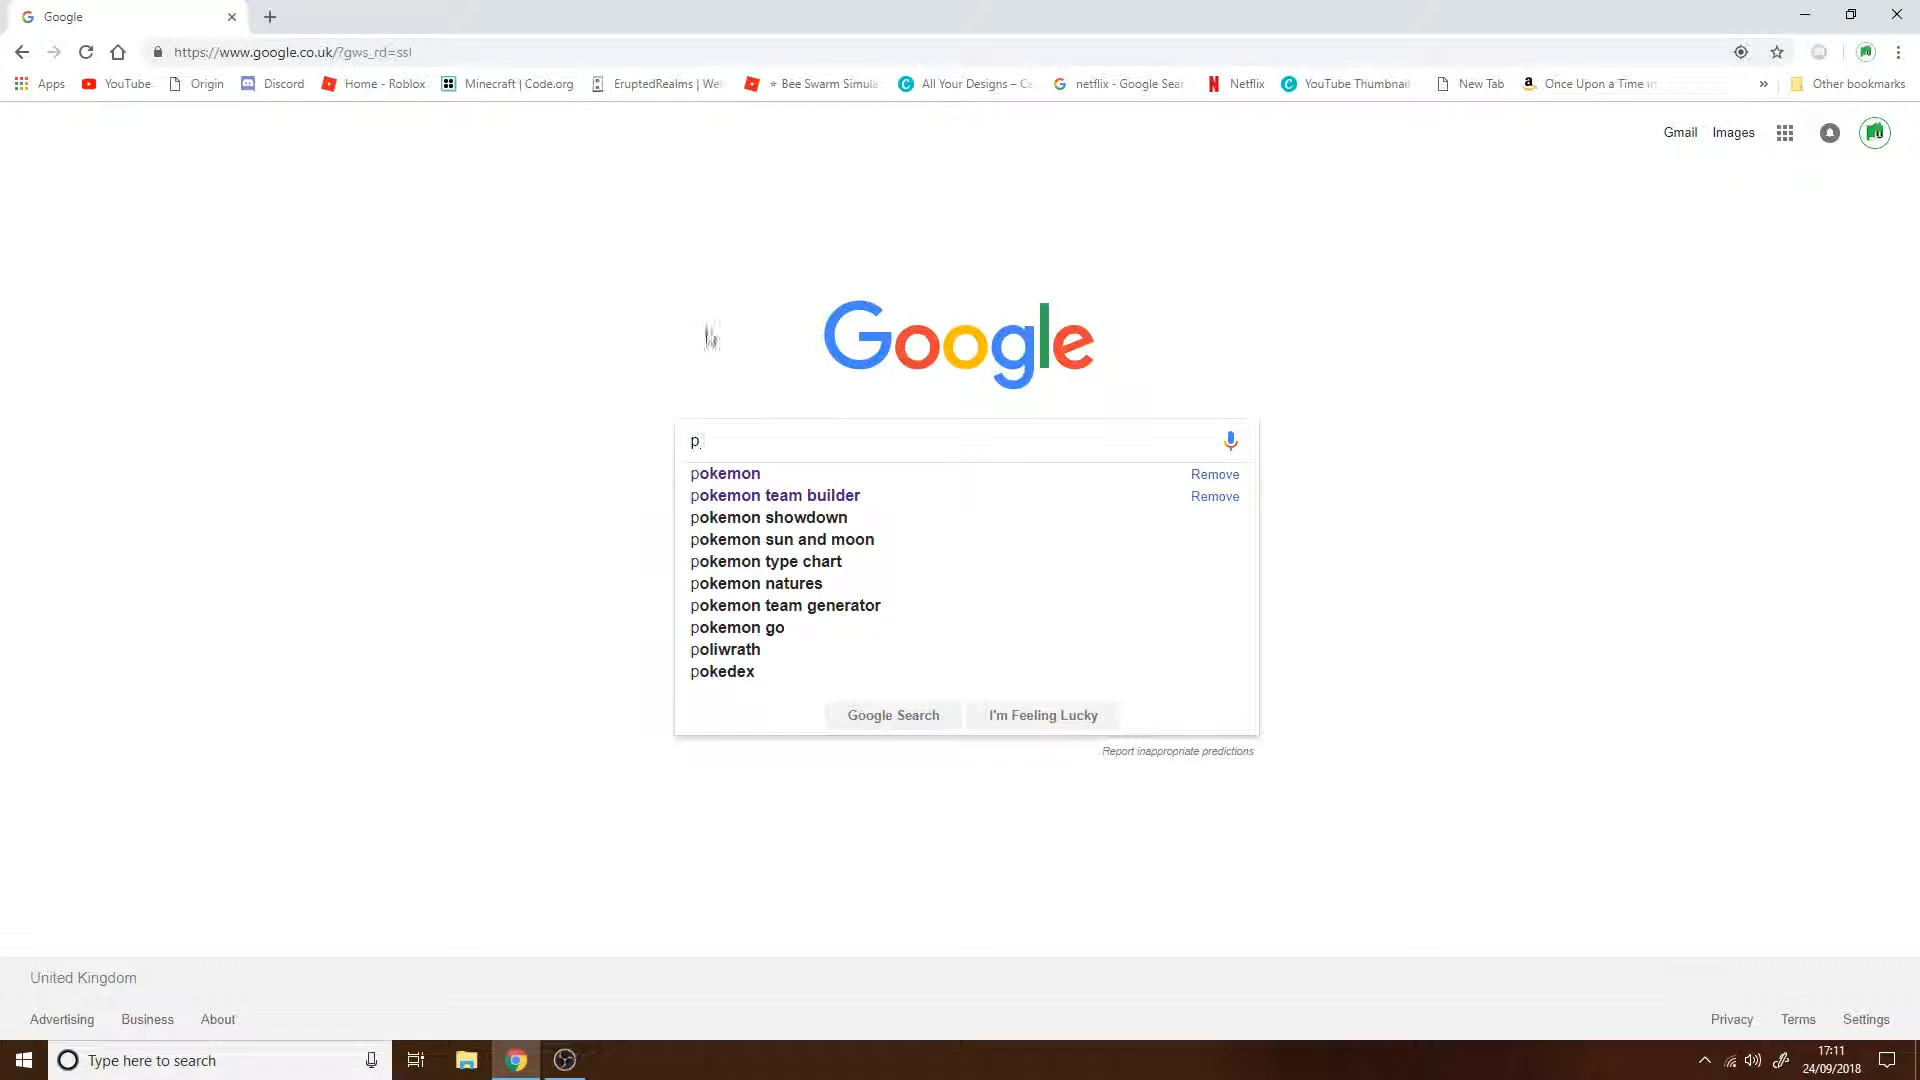 Google
https://www.google.co.uk/?gws_rd=ssl
Apps YouTube Origin Discord Home - Roblox Minecraft | Code.org EruptedRealms | Wel Bee Swarm Simula All Your Designs – Ca netflix - Google Sear Netflix YouTube Thumbnail New Tab Once Upon a Time in » Other bookmarks
Gmail Images
Google
p
pokemon Remove
pokemon team builder Remove
pokemon showdown
pokemon sun and moon
pokemon type chart
pokemon natures
pokemon team generator
pokemon go
poliwrath
pokedex
Google Search I'm Feeling Lucky
Report inappropriate predictions
United Kingdom
Advertising Business About Privacy Terms Settings
Type here to search
17:11
24/09/2018